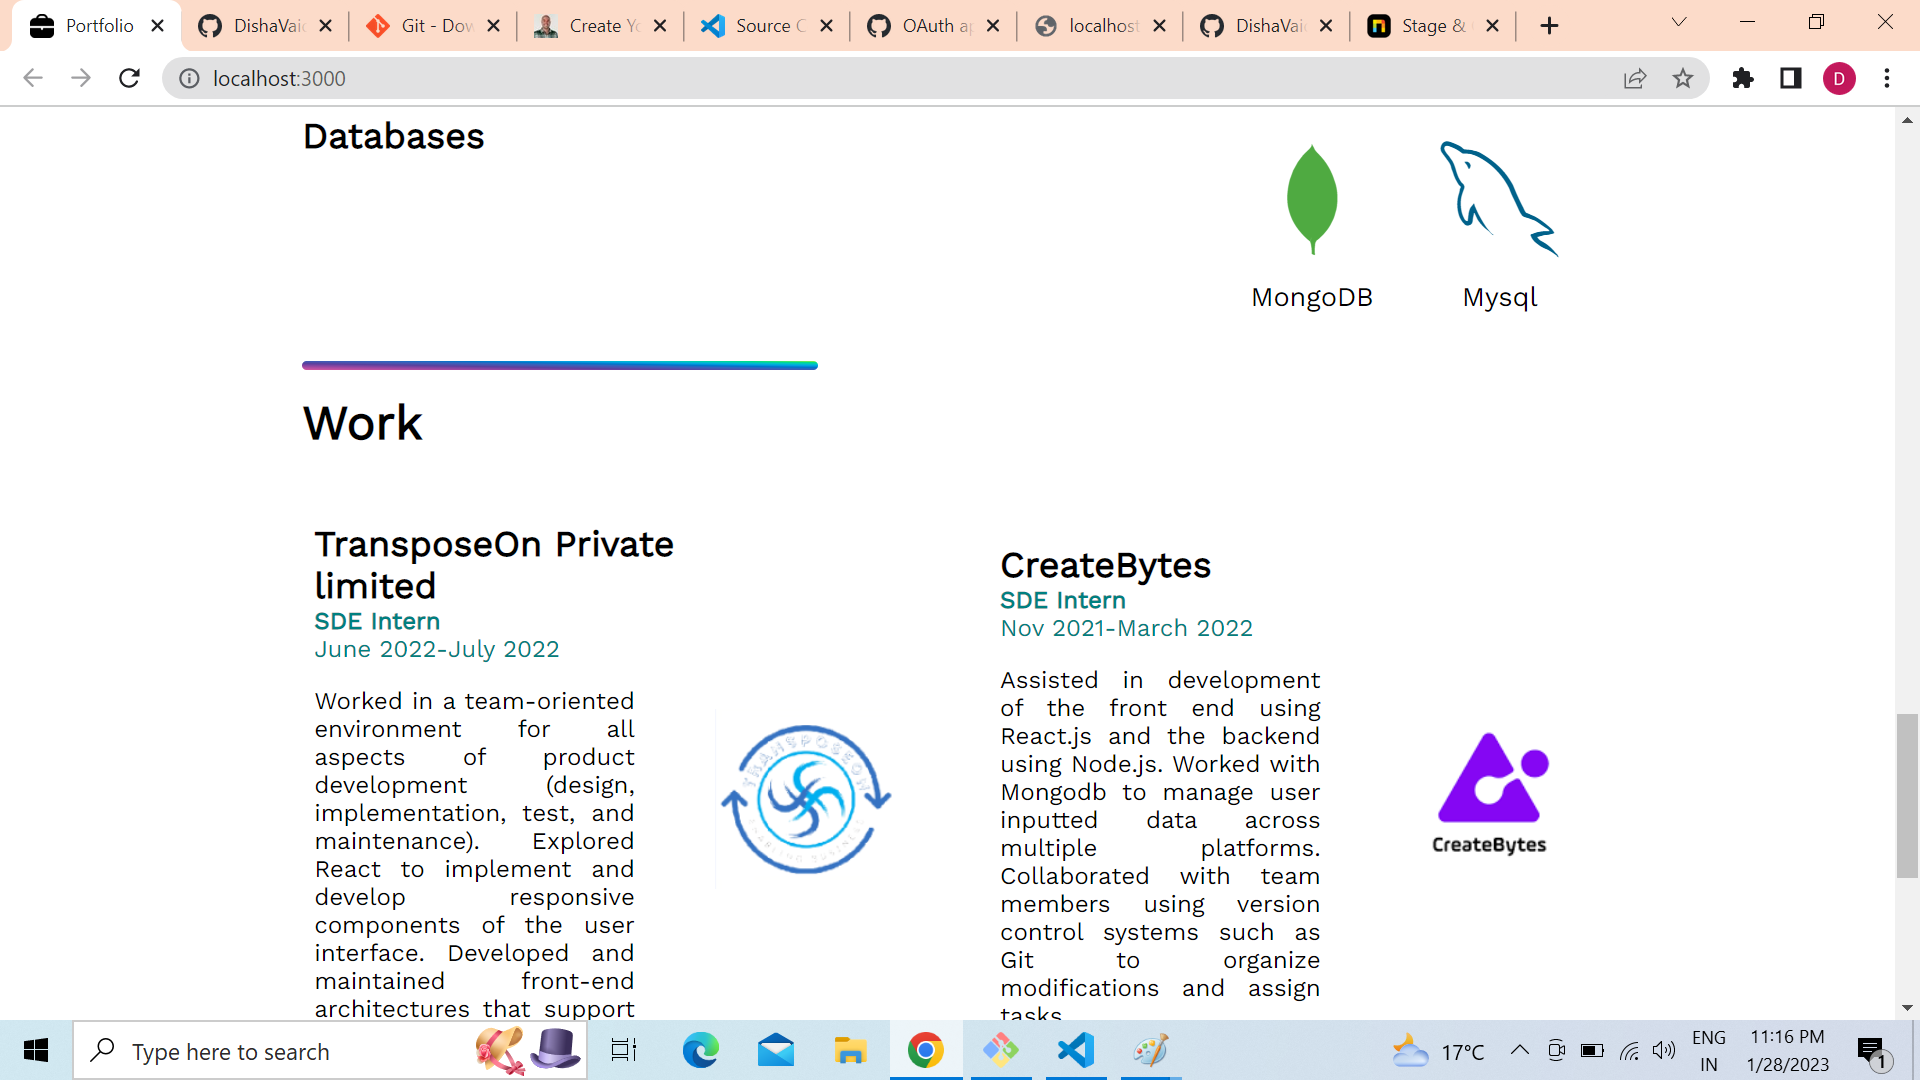 Portfolio
DishaVai
Git - Dow
Create Yo
Source C
OAuth ap
localhost
DishaVai
Stage &
localhost:3000
D
Databases
MongoDB
Mysql
Work
TransposeOn Private
limited
SDE Intern
June 2022-July 2022
Worked in a team-oriented
environment for all
aspects of product
development (design,
implementation, test, and
maintenance). Explored
React to implement and
develop responsive
components of the user
interface. Developed and
maintained front-end
architectures that support
TRANSPOSEON
CreateBytes
SDE Intern
Nov 2021-March 2022
Assisted in development
of the front end using
React.js and the backend
using Node.js. Worked with
Mongodb to manage user
inputted data across
multiple platforms.
Collaborated with team
members using version
control systems such as
Git to organize
modifications and assign
tasks
CreateBytes
Type here to search
17°C
ENG
IN
11:16 PM
1/28/2023
1